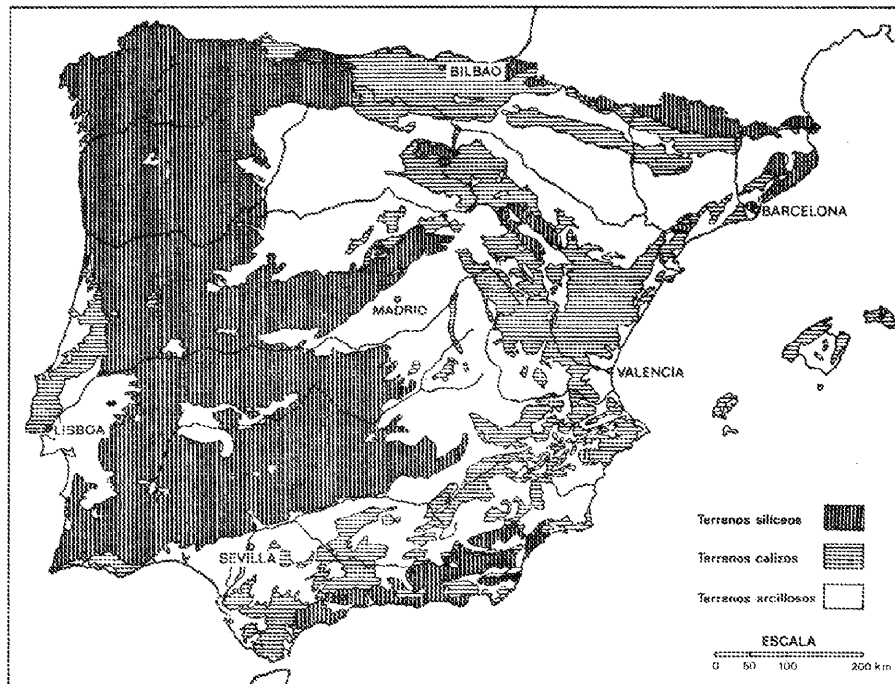 BILBAO
BARCELONA
MADRID
VALENCIA
LISBOA
SEVILLA
Terrenos silíceos
Terrenos calizos
Terrenos arcillosos
ESCALA
0 50 100 200 km